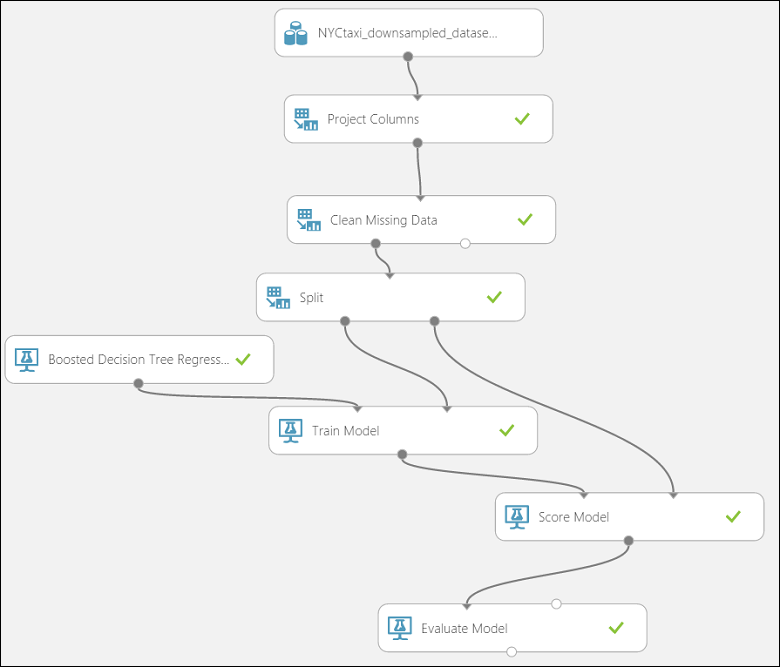 NYCtaxi_downsampled_datase...
Project Columns
Clean Missing Data
Split
Boosted Decision Tree Regress...
Train Model
Score Model
Evaluate Model